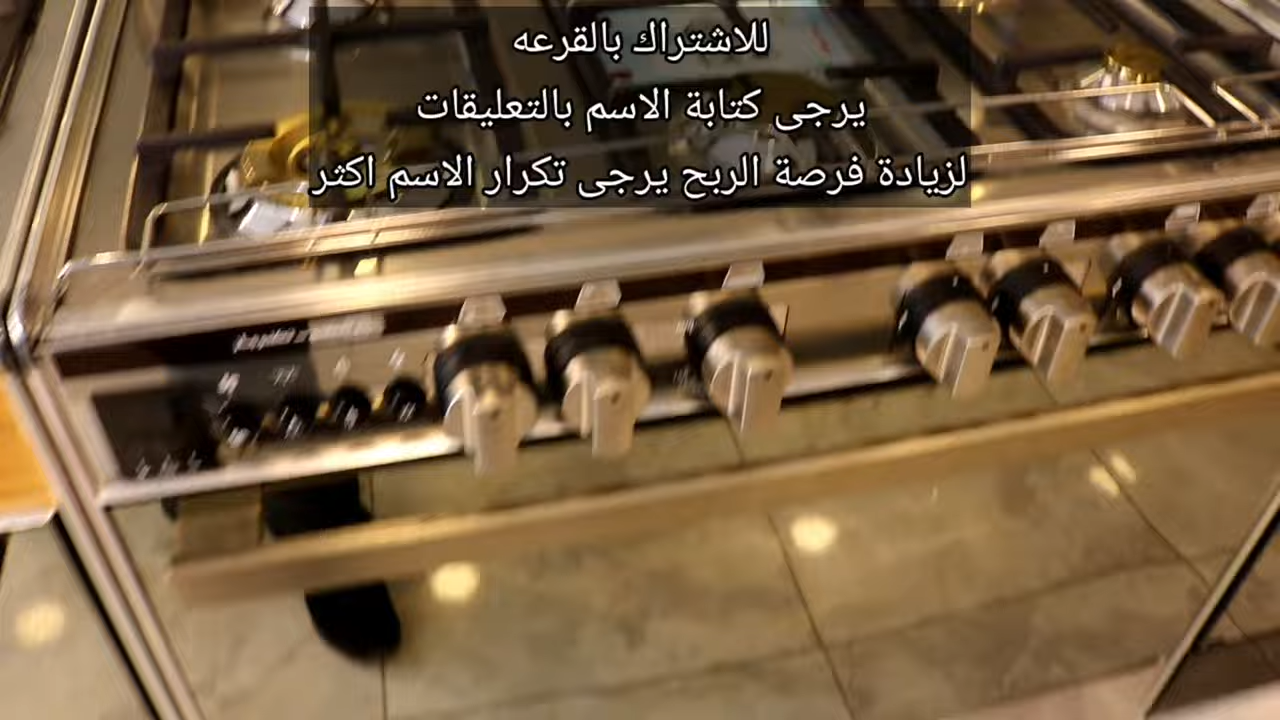 للاشتراك بالقرعه
يرجى كتابة الاسم بالتعليقات
لزيادة فرصة الربح يرجى تكرار الاسم اكثر